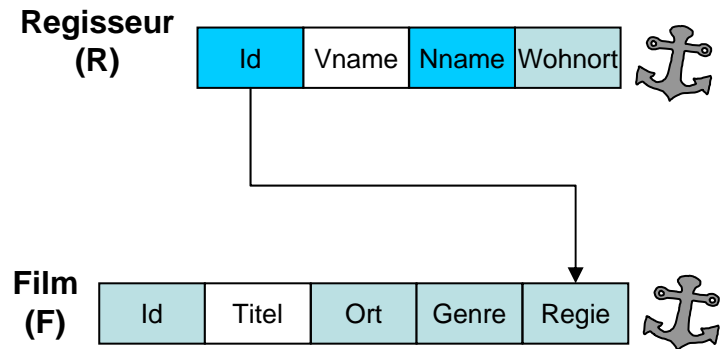 Regisseur
(R)
Id Vname Nname Wohnort
Film
(F)
Id Titel Ort Genre Regie